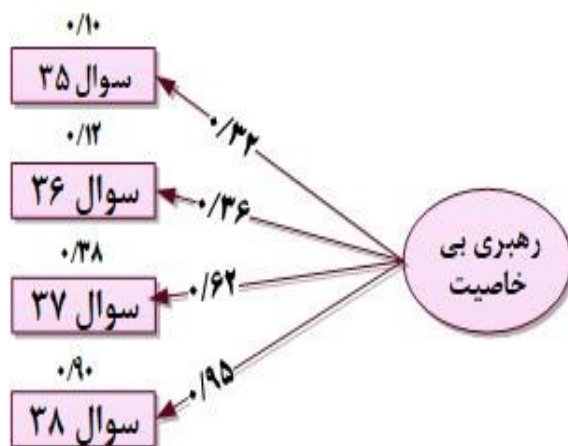 ۰/۱۰
سوال ۳۵
۰/۳۲
۰/۱۲
سوال ۳۶
۰/۳۶
۰/۳۸
سوال ۳۷
۰/۶۲
۰/۹۰
سوال ۳۸
۰/۹۵
رهبری بی
خاصیت